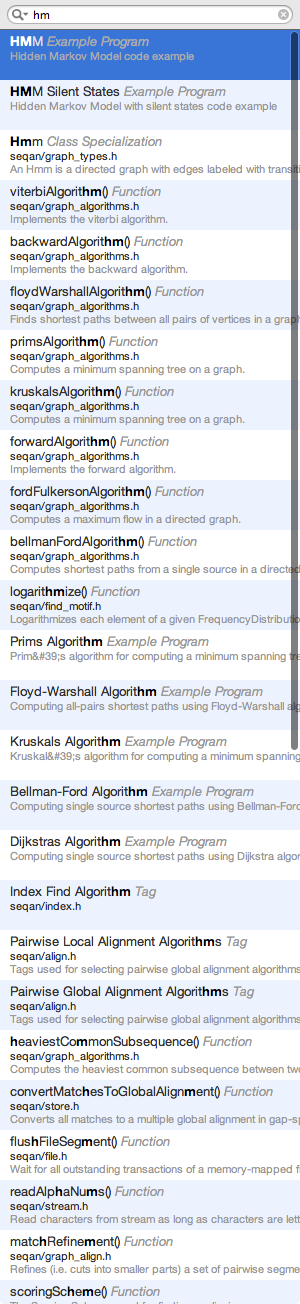 hm
HMM Example Program
Hidden Markov Model code example
HMM Silent States Example Program
Hidden Markov Model with silent states code example
Hmm Class Specialization
seqan/graph_types.h
An Hmm is a directed graph with edges labeled with transiti
viterbiAlgorithm() Function
seqan/graph_algorithms.h
Implements the viterbi algorithm.
backwardAlgorithm() Function
seqan/graph_algorithms.h
Implements the backward algorithm.
floydWarshallAlgorithm() Function
seqan/graph_algorithms.h
Finds shortest paths between all pairs of vertices in a grap
primsAlgorithm() Function
seqan/graph_algorithms.h
Computes a minimum spanning tree on a graph.
kruskalsAlgorithm() Function
seqan/graph_algorithms.h
Computes a minimum spanning tree on a graph.
forwardAlgorithm() Function
seqan/graph_algorithms.h
Implements the forward algorithm.
fordFulkersonAlgorithm() Function
seqan/graph_algorithms.h
Computes a maximum flow in a directed graph.
bellmanFordAlgorithm() Function
seqan/graph_algorithms.h
Computes shortest paths from a single source in a directed
logarithmize() Function
seqan/find_motif.h
Logarithmizes each element of a given FrequencyDistributio
Prims Algorithm Example Program
Prim&#39;s algorithm for computing a minimum spanning tre
Floyd-Warshall Algorithm Example Program
Computing all-pairs shortest paths using Floyd-Warshall alg
Kruskals Algorithm Example Program
Kruskal&#39;s algorithm for computing a minimum spanning
Bellman-Ford Algorithm Example Program
Computing single source shortest paths using Bellman-Ford
Dijkstras Algorithm Example Program
Computing single source shortest paths using Dijkstra algor
Index Find Algorithm Tag
seqan/index.h
Pairwise Local Alignment Algorithms Tag
seqan/align.h
Tags used for selecting pairwise global alignment algorithms
Pairwise Global Alignment Algorithms Tag
seqan/align.h
Tags used for selecting pairwise global alignment algorithms
heaviestCommonSubsequence() Function
seqan/graph_algorithms.h
Computes the heaviest common subsequence between two
convertMatchesToGlobalAlignment() Function
seqan/store.h
Converts all matches to a multiple global alignment in gap-sp
flushFileSegment() Function
seqan/file.h
Wait for all outstanding transactions of a memory-mapped f
readAlphaNums() Function
seqan/stream.h
Read characters from stream as long as characters are lett
matchRefinement() Function
seqan/graph_align.h
Refines (i.e. cuts into smaller parts) a set of pairwise segme
scoringScheme() Function